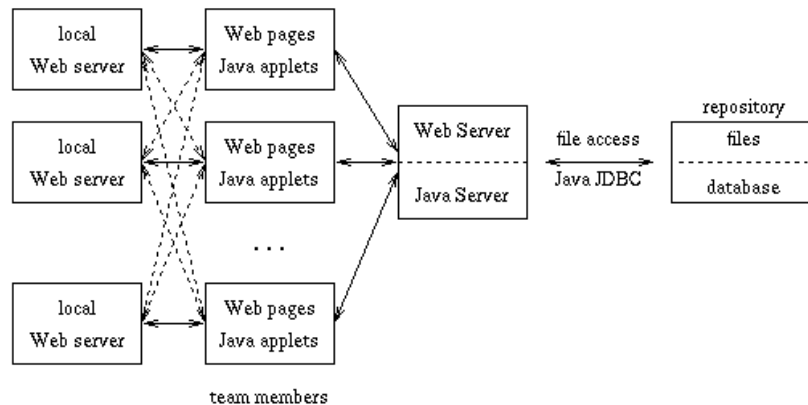 local
Web server
Web pages
Java applets
local
Web server
Web pages
Java applets
Web Server
Java Server
file access
Java JDBC
repository
files
database
. . .
local
Web server
Web pages
Java applets
team members